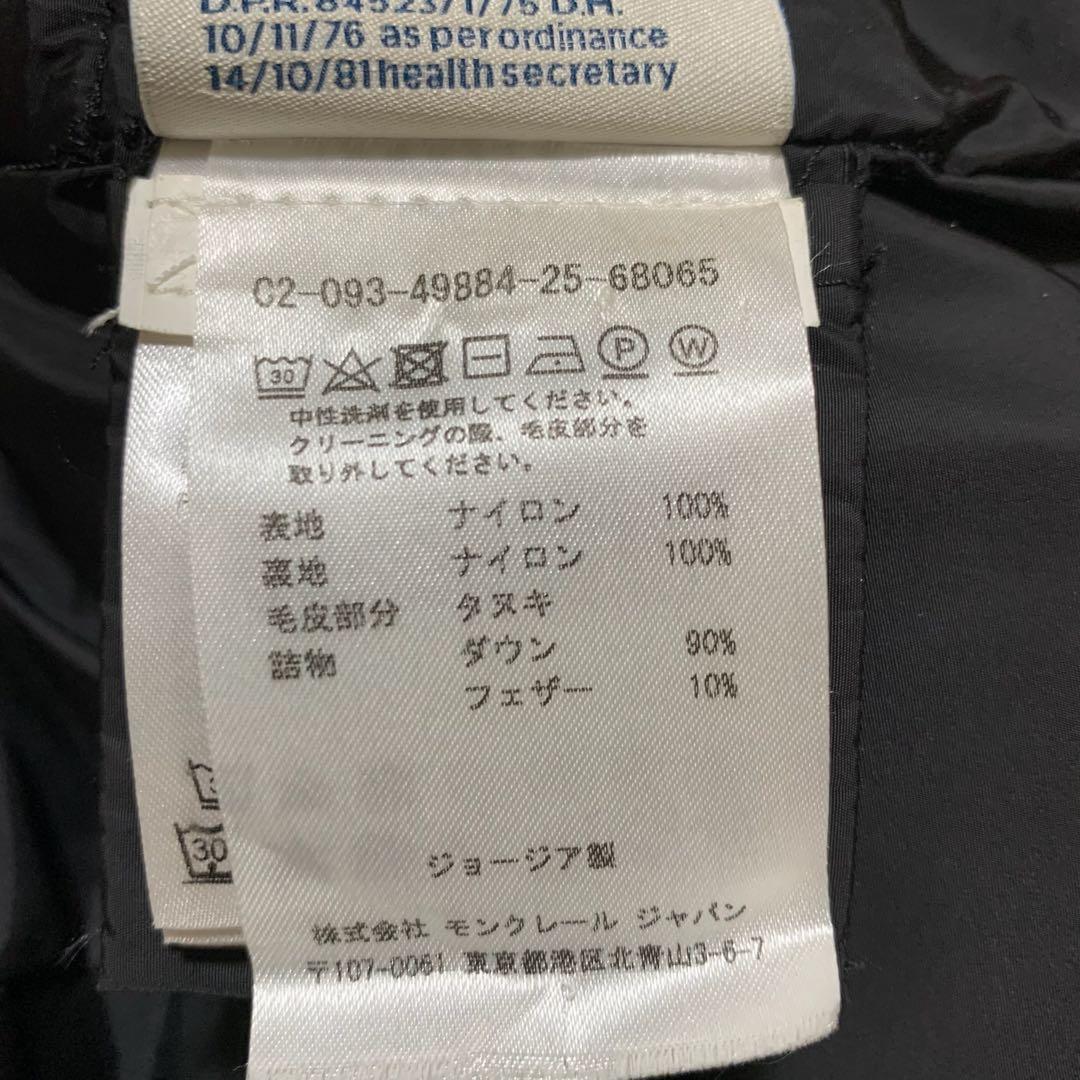 D.P.R. 84523/1/75 D.H.
10/11/76 as per ordinance
14/10/81 health secretary
C2-093-49884-25-68065
30 P W
中性洗剤を使用してください。
クリーニングの際、毛皮部分を
取り外してください。
表地 ナイロン 100%
裏地 ナイロン 100%
毛皮部分 タヌキ
詰物 ダウン 90%
フェザー 10%
30
ジョージア製
株式会社 モンクレール ジャパン
〒107-0061 東京都港区北青山3-6-7